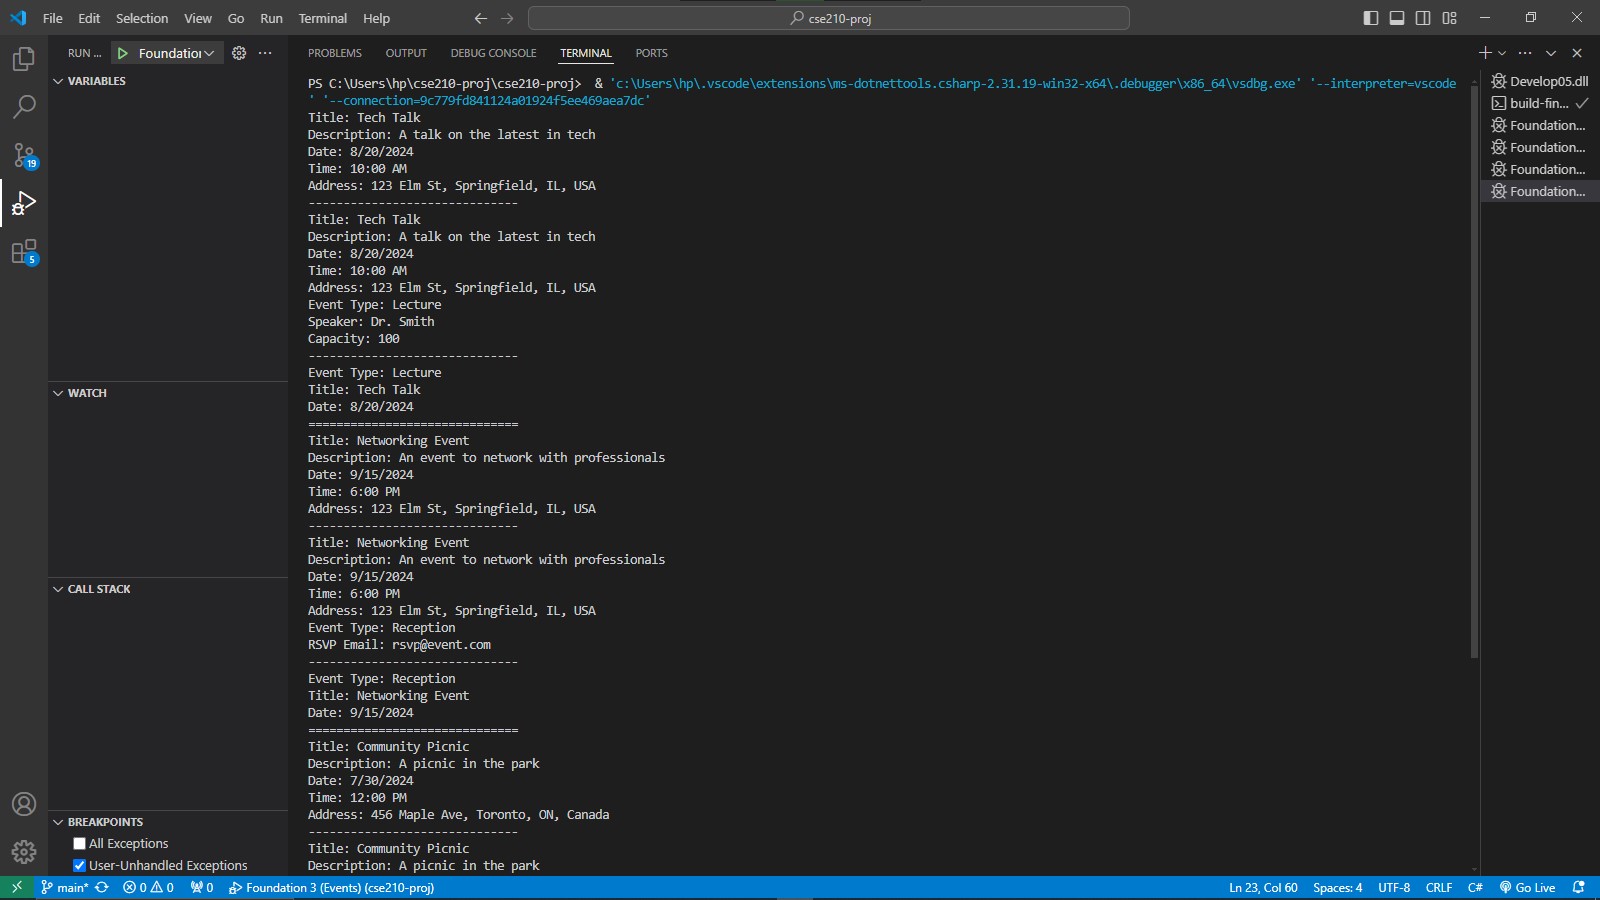 File Edit Selection View Go Run Terminal Help
cse210-proj
RUN ... Foundation
PROBLEMS OUTPUT DEBUG CONSOLE TERMINAL PORTS
VARIABLES
WATCH
CALL STACK
BREAKPOINTS
All Exceptions
User-Unhandled Exceptions
19
5
PS C:\Users\hp\cse210-proj\cse210-proj>  & 'c:\Users\hp\.vscode\extensions\ms-dotnettools.csharp-2.31.19-win32-x64\.debugger\x86_64\vsdbg.exe' '--interpreter=vscode
' '--connection=9c779fd841124a01924f5ee469aea7dc'
Title: Tech Talk
Description: A talk on the latest in tech
Date: 8/20/2024
Time: 10:00 AM
Address: 123 Elm St, Springfield, IL, USA
------------------------------
Title: Tech Talk
Description: A talk on the latest in tech
Date: 8/20/2024
Time: 10:00 AM
Address: 123 Elm St, Springfield, IL, USA
Event Type: Lecture
Speaker: Dr. Smith
Capacity: 100
------------------------------
Event Type: Lecture
Title: Tech Talk
Date: 8/20/2024
==============================
Title: Networking Event
Description: An event to network with professionals
Date: 9/15/2024
Time: 6:00 PM
Address: 123 Elm St, Springfield, IL, USA
------------------------------
Title: Networking Event
Description: An event to network with professionals
Date: 9/15/2024
Time: 6:00 PM
Address: 123 Elm St, Springfield, IL, USA
Event Type: Reception
RSVP Email: rsvp@event.com
------------------------------
Event Type: Reception
Title: Networking Event
Date: 9/15/2024
==============================
Title: Community Picnic
Description: A picnic in the park
Date: 7/30/2024
Time: 12:00 PM
Address: 456 Maple Ave, Toronto, ON, Canada
------------------------------
Title: Community Picnic
Description: A picnic in the park
Develop05.dll
build-fin...
Foundation...
Foundation...
Foundation...
Foundation...
main* 0 0 0 Foundation 3 (Events) (cse210-proj) Ln 23, Col 60 Spaces: 4 UTF-8 CRLF C# Go Live